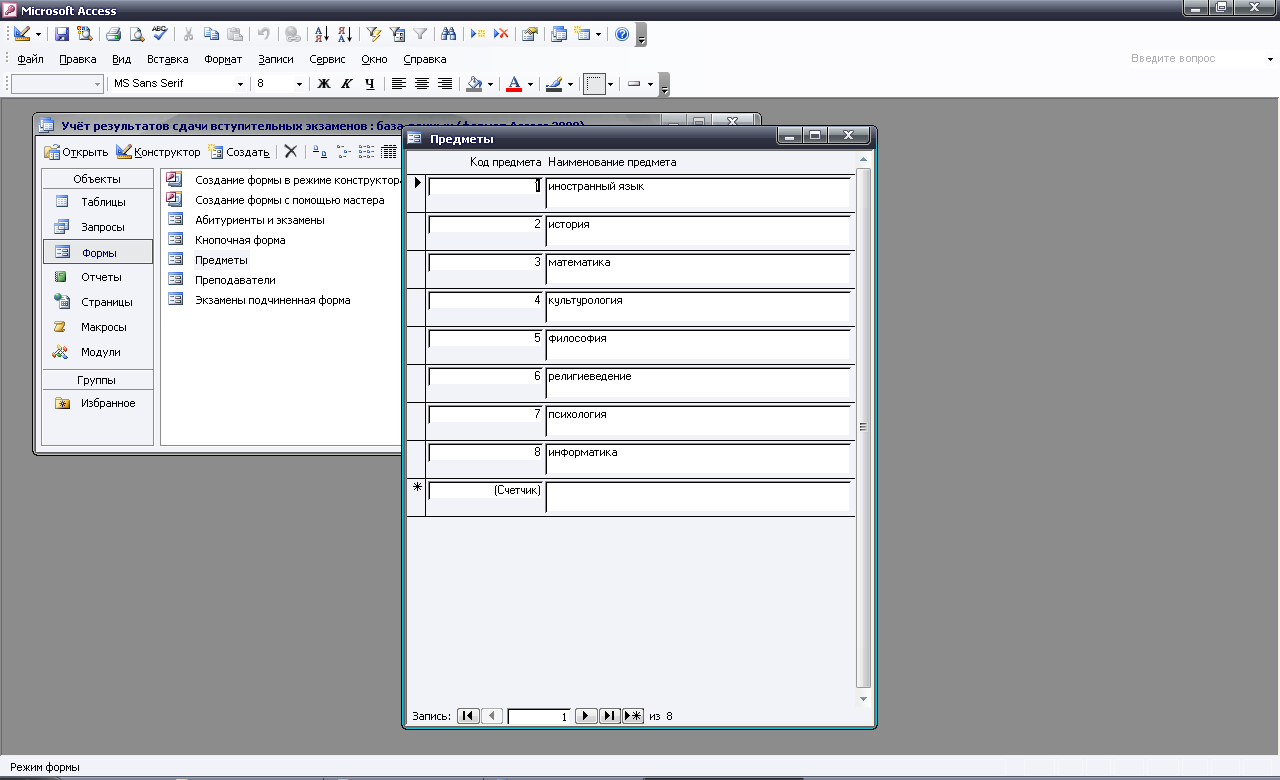 Microsoft Access
Файл Правка Вид Вставка Формат Записи Сервис Окно Справка
Введите вопрос
MS Sans Serif 8 Ж К Ч
Учёт результатов сдачи вступительных экзаменов : база данных (формат Access 2000)
Открыть Конструктор Создать
Объекты
Таблицы
Запросы
Формы
Отчеты
Страницы
Макросы
Модули
Группы
Избранное
Создание формы в режиме конструктора
Создание формы с помощью мастера
Абитуриенты и экзамены
Кнопочная форма
Предметы
Преподаватели
Экзамены подчиненная форма
Предметы
Код предмета Наименование предмета
1 иностранный язык
2 история
3 математика
4 культурология
5 философия
6 религиеведение
7 психология
8 информатика
(Счетчик)
Запись: 1 из 8
Режим формы